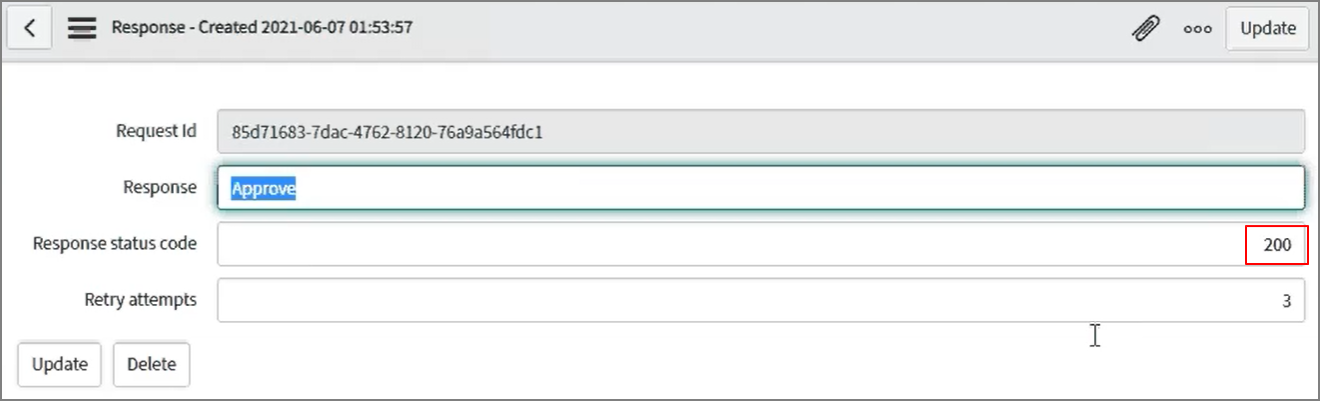 Response - Created 2021-06-07 01:53:57
Update
Request Id
85d71683-7dac-4762-8120-76a9a564fdc1
Response
Approve
Response status code
200
Retry attempts
3
Update
Delete